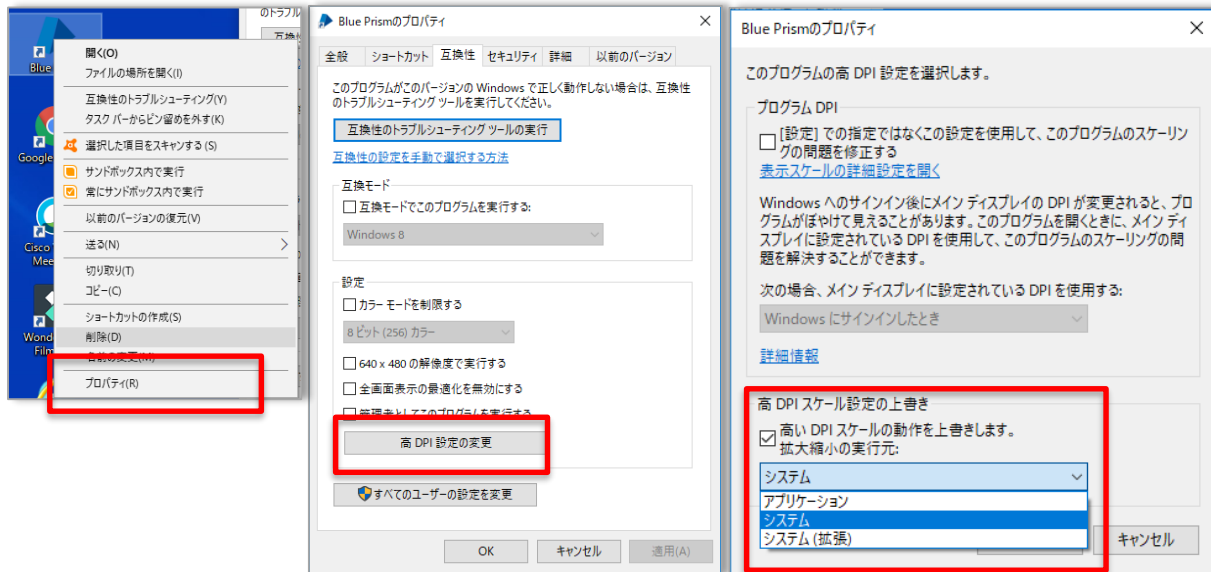 のトラブルシ
互換
Blue
Google
Cisco
Mee
Wond
Film
開く(O)
ファイルの場所を開く(I)
互換性のトラブルシューティング(Y)
タスク バーからピン留めを外す(K)
選択した項目をスキャンする (S)
サンドボックス内で実行
常にサンドボックス内で実行
以前のバージョンの復元(V)
送る(N)
切り取り(T)
コピー(C)
ショートカットの作成(S)
削除(D)
名前の変更(M)
プロパティ(R)
Blue Prismのプロパティ
全般 ショートカット 互換性 セキュリティ 詳細 以前のバージョン
このプログラムがこのバージョンの Windows で正しく動作しない場合は、互換性
のトラブルシューティング ツールを実行してください。
互換性のトラブルシューティング ツールの実行
互換性の設定を手動で選択する方法
互換モード
互換モードでこのプログラムを実行する:
Windows 8
設定
カラー モードを制限する
8 ビット (256) カラー
640 x 480 の解像度で実行する
全画面表示の最適化を無効にする
管理者としてこのプログラムを実行する
高 DPI 設定の変更
すべてのユーザーの設定を変更
OK キャンセル 適用(A)
Blue Prismのプロパティ
このプログラムの高 DPI 設定を選択します。
プログラム DPI
[設定] での指定ではなくこの設定を使用して、このプログラムのスケーリン
グの問題を修正する
表示スケールの詳細設定を開く
Windows へのサインイン後にメイン ディスプレイの DPI が変更されると、プロ
グラムがぼやけて見えることがあります。このプログラムを開くときに、メイン ディ
スプレイに設定されている DPI を使用して、このプログラムのスケーリングの問
題を解決することができます。
次の場合、メイン ディスプレイに設定されている DPI を使用する:
Windows にサインインしたとき
詳細情報
高 DPI スケール設定の上書き
高い DPI スケールの動作を上書きします。
拡大縮小の実行元:
システム
アプリケーション
システム
システム (拡張)
キャンセル